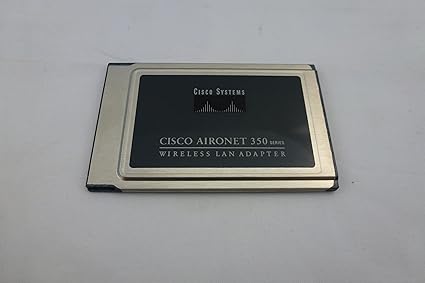 CISCO SYSTEMS
CISCO AIRONET 350 SERIES
WIRELESS LAN ADAPTER